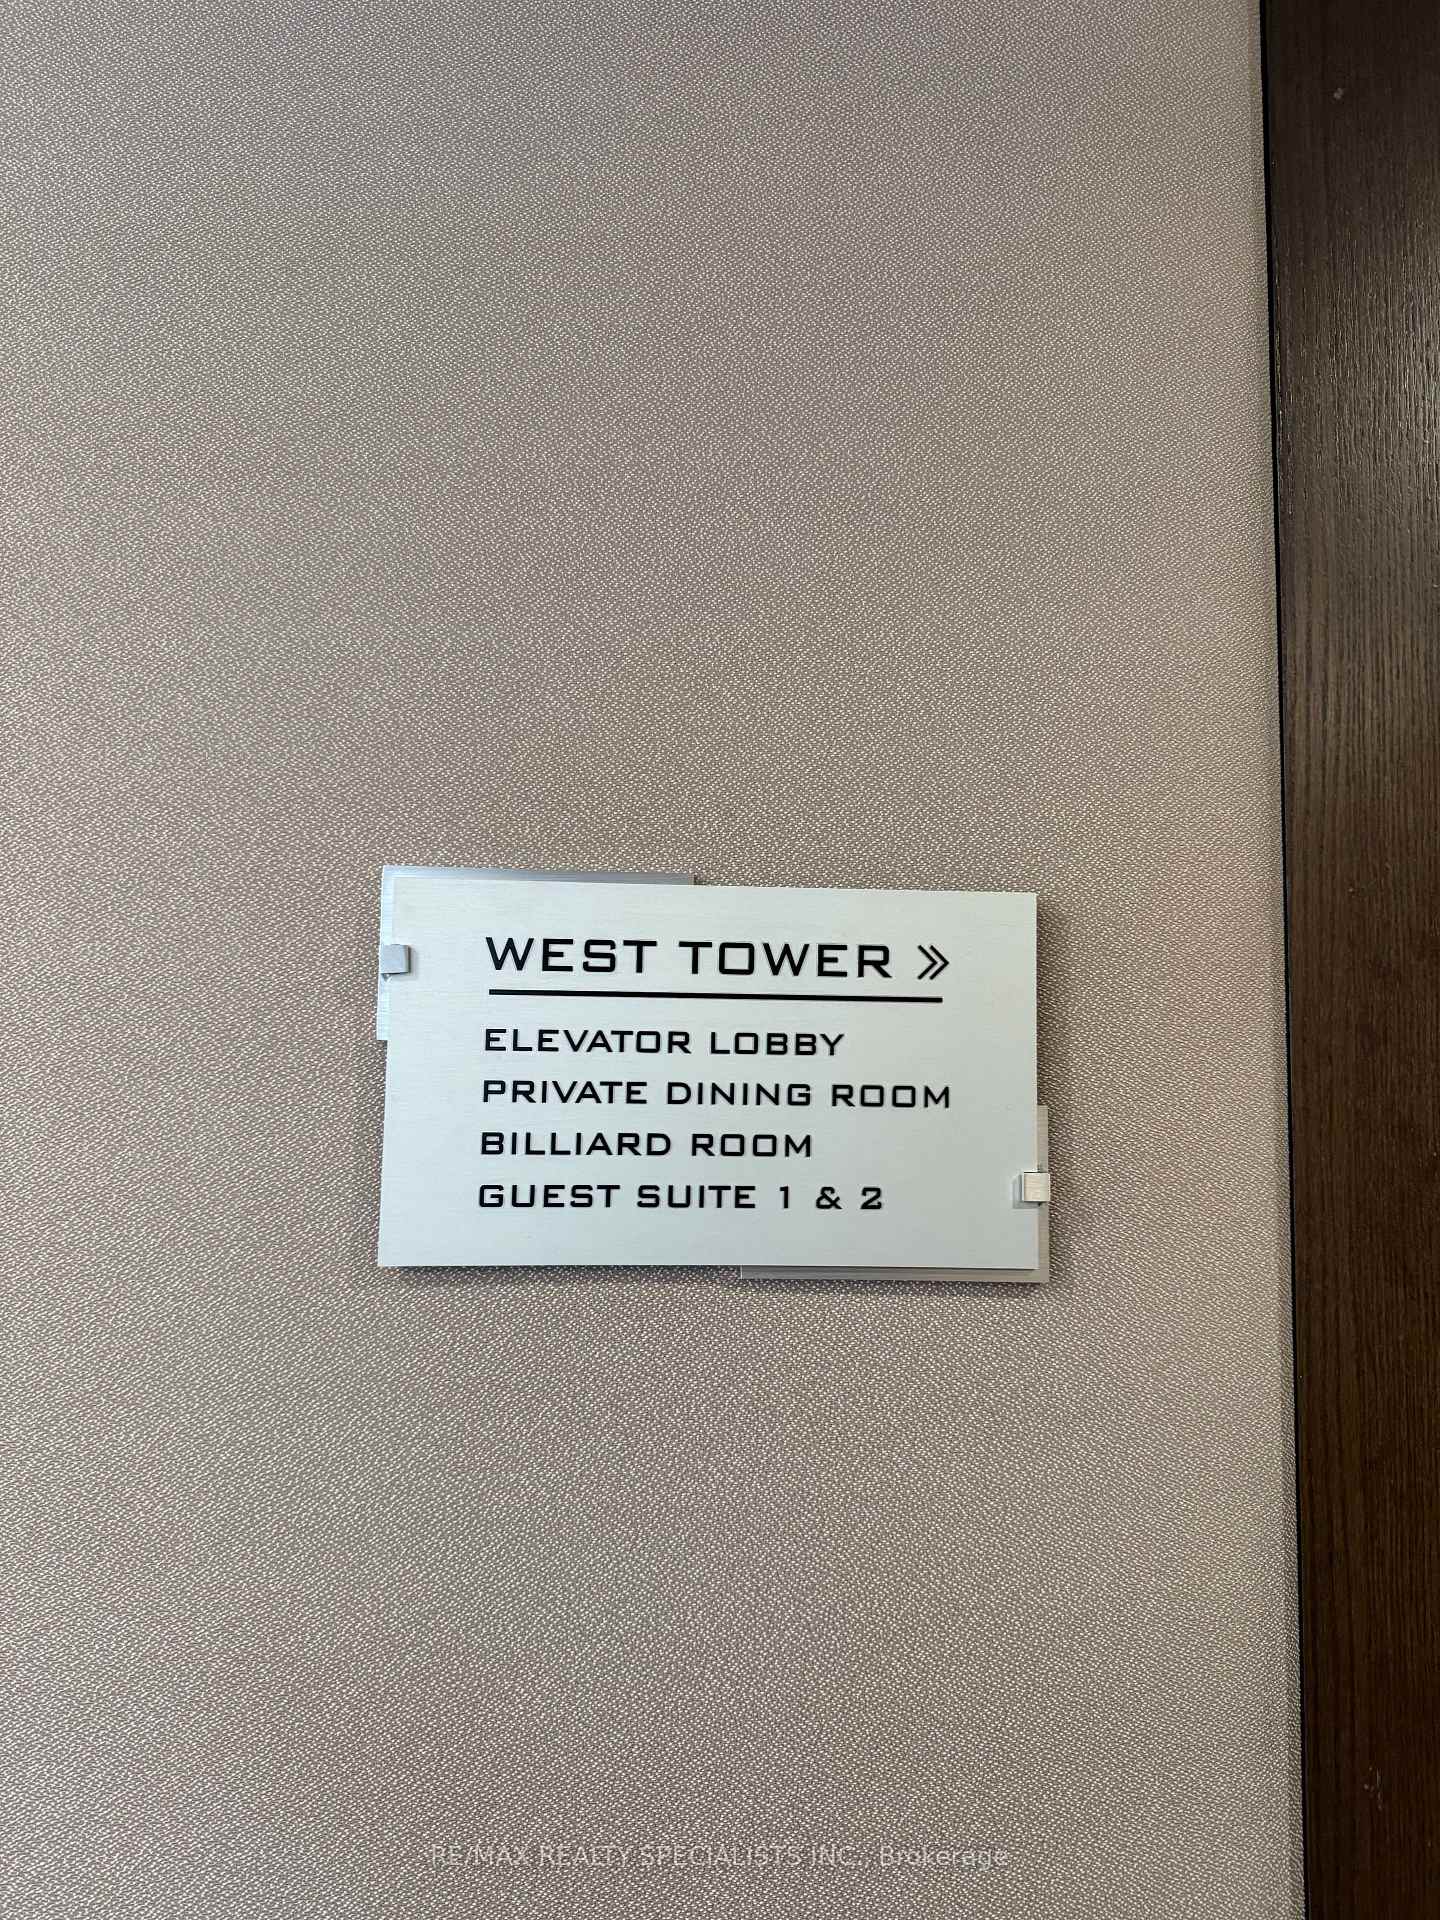 WEST TOWER »
ELEVATOR LOBBY
PRIVATE DINING ROOM
BILLIARD ROOM
GUEST SUITE 1 & 2
RE/MAX REALTY SPECIALISTS INC., Brokerage